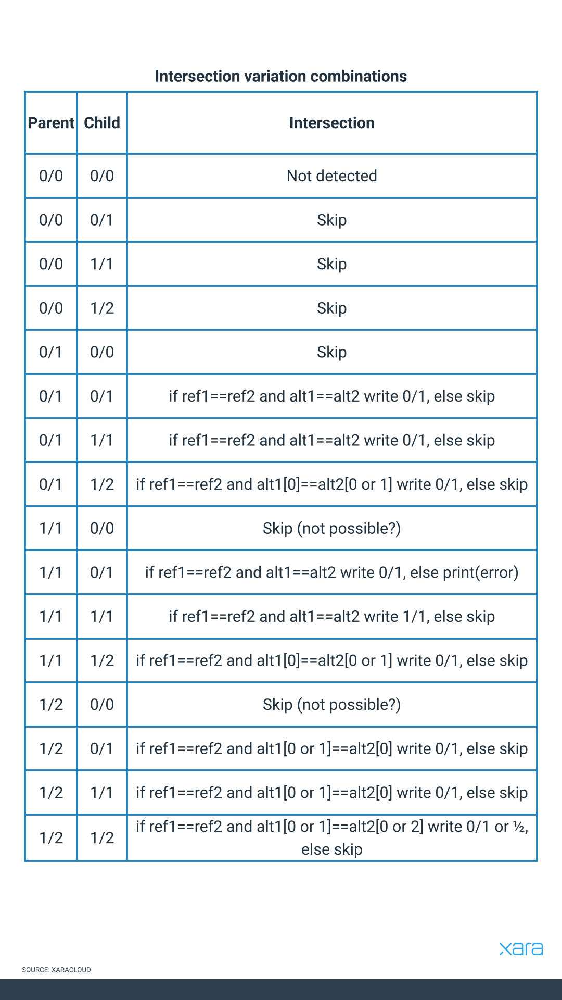 Intersection variation combinations
Parent Child Intersection
0/0 0/0 Not detected
0/0 0/1 Skip
0/0 1/1 Skip
0/0 1/2 Skip
0/1 0/0 Skip
0/1 0/1 if ref1==ref2 and alt1==alt2 write 0/1, else skip
0/1 1/1 if ref1==ref2 and alt1==alt2 write 0/1, else skip
0/1 1/2 if ref1==ref2 and alt1[0]==alt2[0 or 1] write 0/1, else skip
1/1 0/0 Skip (not possible?)
1/1 0/1 if ref1==ref2 and alt1==alt2 write 0/1, else print(error)
1/1 1/1 if ref1==ref2 and alt1==alt2 write 1/1, else skip
1/1 1/2 if ref1==ref2 and alt1[0]==alt2[0 or 1] write 0/1, else skip
1/2 0/0 Skip (not possible?)
1/2 0/1 if ref1==ref2 and alt1[0 or 1]==alt2[0] write 0/1, else skip
1/2 1/1 if ref1==ref2 and alt1[0 or 1]==alt2[0] write 0/1, else skip
1/2 1/2 if ref1==ref2 and alt1[0 or 1]==alt2[0 or 2] write 0/1 or ½,
else skip
xara
SOURCE: XARACLOUD